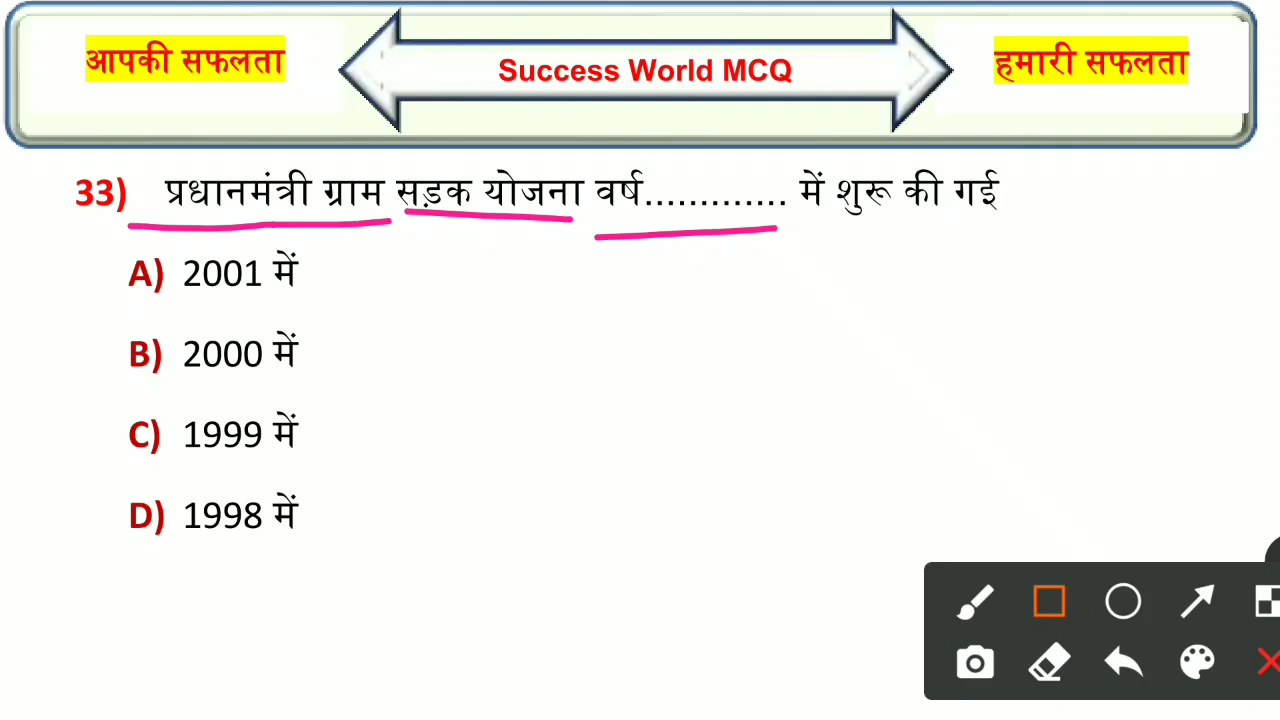 आपकी सफलता
Success World MCQ
हमारी सफलता
33) प्रधानमंत्री ग्राम सड़क योजना वर्ष............. में शुरू की गई
A) 2001 में
B) 2000 में
C) 1999 में
D) 1998 में